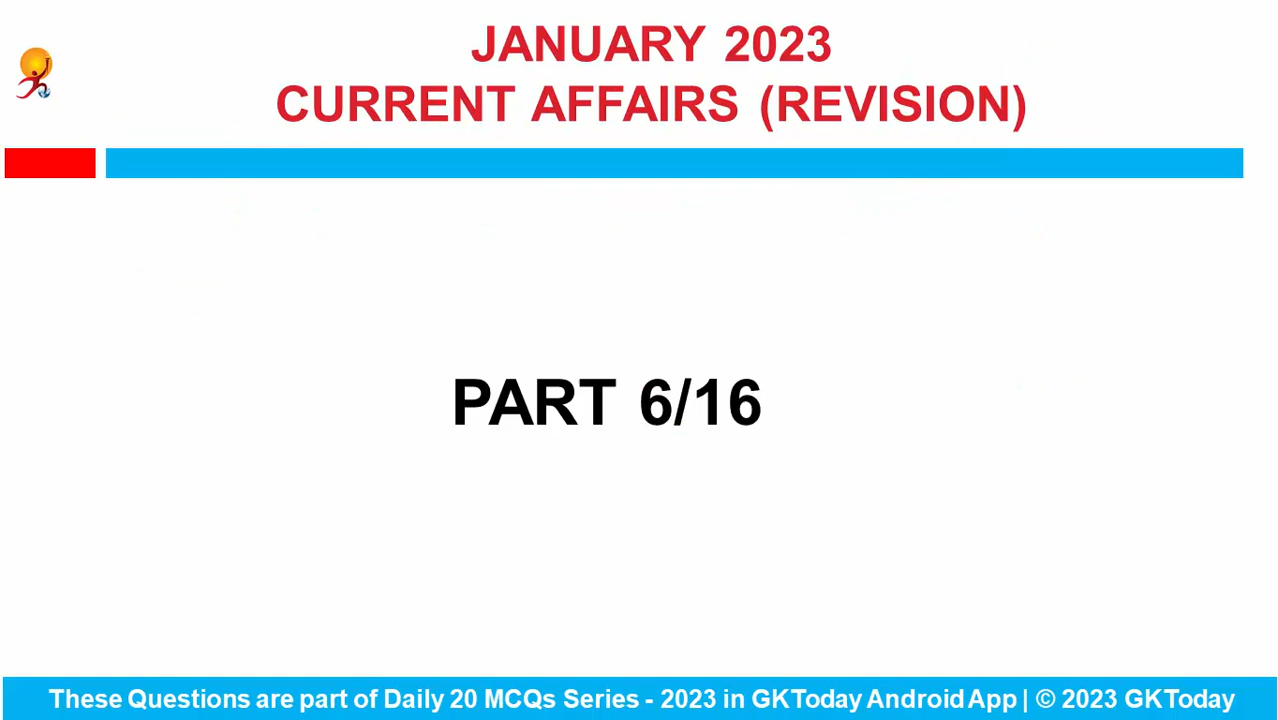 JANUARY 2023
CURRENT AFFAIRS (REVISION)
PART 6/16
These Questions are part of Daily 20 MCQs Series - 2023 in GKToday Android App | © 2023 GKToday